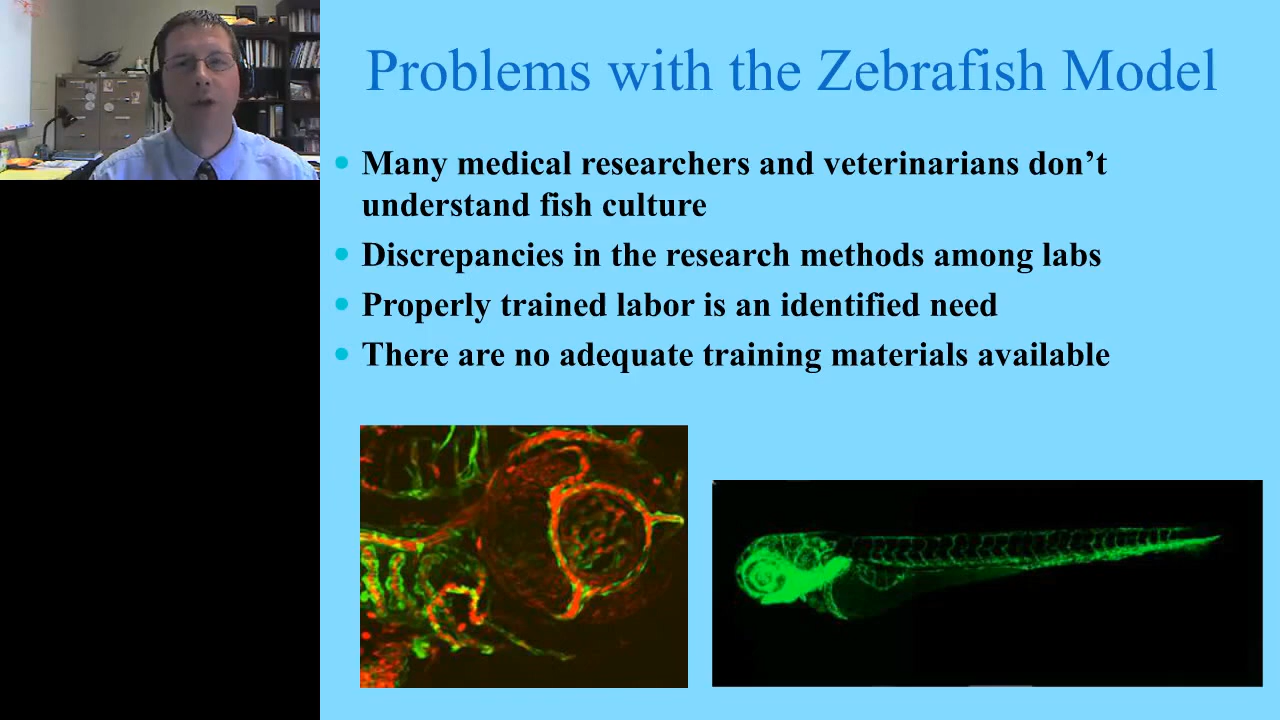 Problems with the Zebrafish Model
• Many medical researchers and veterinarians don’t
understand fish culture
• Discrepancies in the research methods among labs
• Properly trained labor is an identified need
• There are no adequate training materials available